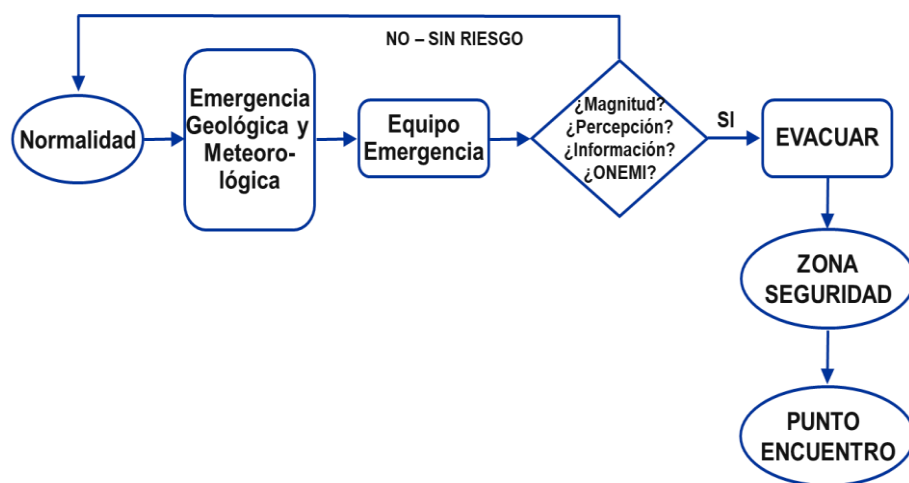 NO – SIN RIESGO
Normalidad
Emergencia
Geológica y
Meteoro-
lógica
Equipo
Emergencia
¿Magnitud?
¿Percepción?
¿Información?
¿ONEMI?
SI
EVACUAR
ZONA
SEGURIDAD
PUNTO
ENCUENTRO